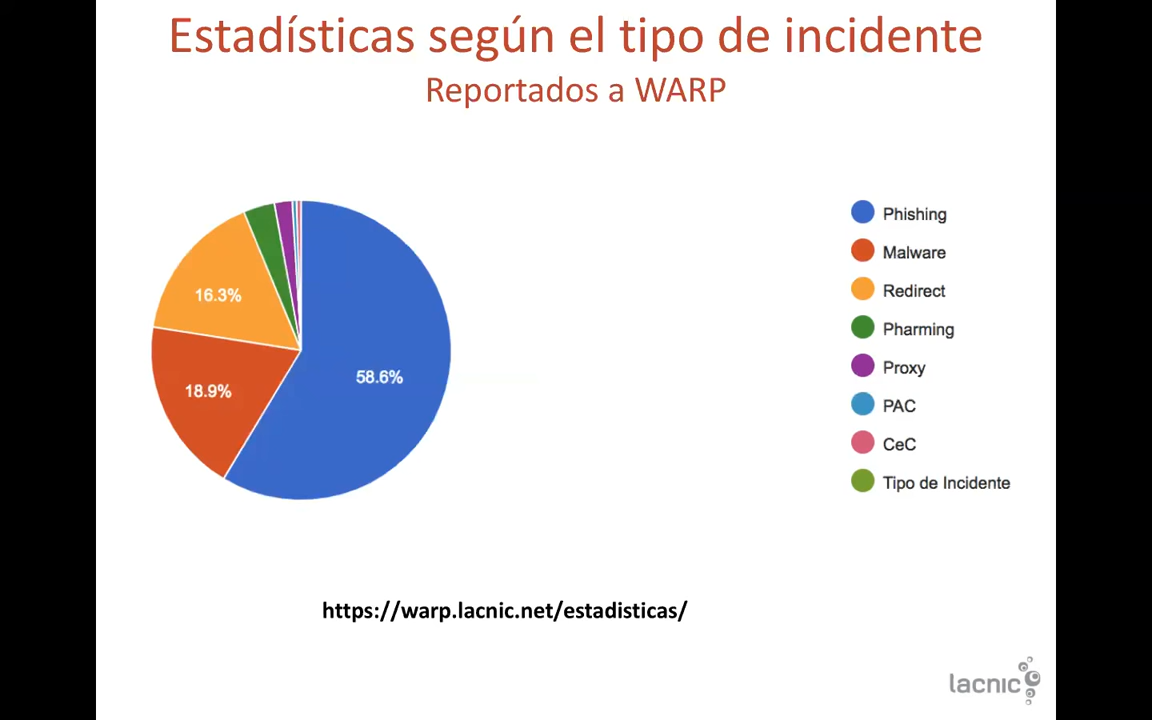 Estadísticas según el tipo de incidente
Reportados a WARP
Phishing
Malware
Redirect
Pharming
Proxy
PAC
CeC
Tipo de Incidente
16.3%
18.9%
58.6%
https://warp.lacnic.net/estadisticas/
lacnic